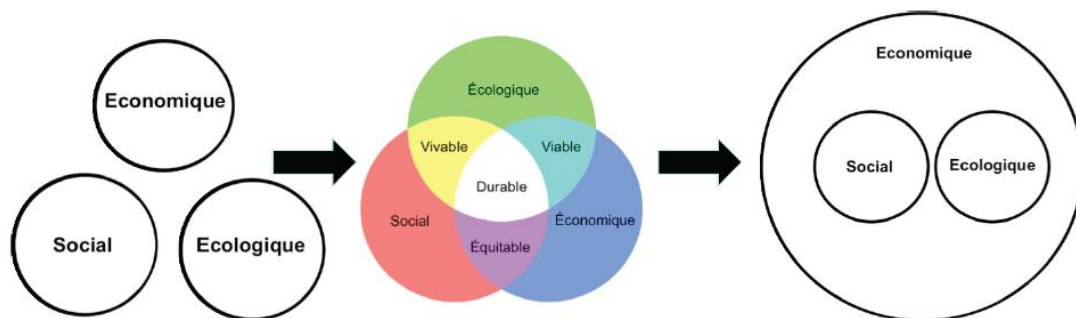 Economique
Social
Ecologique
Écologique
Vivable
Viable
Durable
Social
Économique
Équitable
Economique
Social
Ecologique